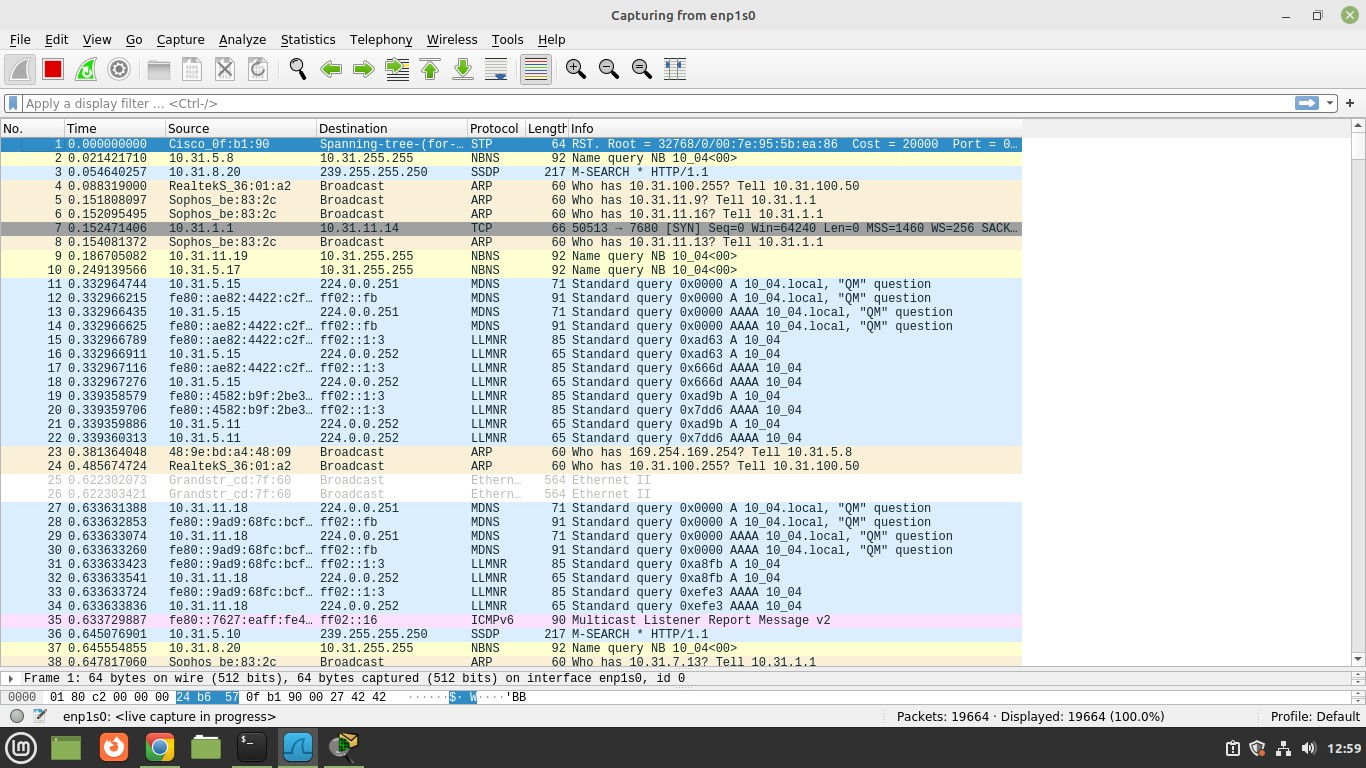 Capturing from enp1s0
File Edit View Go Capture Analyze Statistics Telephony Wireless Tools Help
Apply a display filter ... <Ctrl-/>
No. Time Source Destination Protocol Length Info
1 0.000000000 Cisco_0f:b1:90 Spanning-tree-(for-… STP 64 RST. Root = 32768/0/00:7e:95:5b:ea:86 Cost = 20000 Port = 0…
2 0.021421710 10.31.5.8 10.31.255.255 NBNS 92 Name query NB 10_04<00>
3 0.054640257 10.31.8.20 239.255.255.250 SSDP 217 M-SEARCH * HTTP/1.1
4 0.088319000 RealtekS_36:01:a2 Broadcast ARP 60 Who has 10.31.100.255? Tell 10.31.100.50
5 0.151808097 Sophos_be:83:2c Broadcast ARP 60 Who has 10.31.11.9? Tell 10.31.1.1
6 0.152095495 Sophos_be:83:2c Broadcast ARP 60 Who has 10.31.11.16? Tell 10.31.1.1
7 0.152471406 10.31.1.1 10.31.11.14 TCP 66 50513 → 7680 [SYN] Seq=0 Win=64240 Len=0 MSS=1460 WS=256 SACK…
8 0.154081372 Sophos_be:83:2c Broadcast ARP 60 Who has 10.31.11.13? Tell 10.31.1.1
9 0.186705082 10.31.11.19 10.31.255.255 NBNS 92 Name query NB 10_04<00>
10 0.249139566 10.31.5.17 10.31.255.255 NBNS 92 Name query NB 10_04<00>
11 0.332964744 10.31.5.15 224.0.0.251 MDNS 71 Standard query 0x0000 A 10_04.local, "QM" question
12 0.332966215 fe80::ae82:4422:c2f… ff02::fb MDNS 91 Standard query 0x0000 A 10_04.local, "QM" question
13 0.332966435 10.31.5.15 224.0.0.251 MDNS 71 Standard query 0x0000 AAAA 10_04.local, "QM" question
14 0.332966625 fe80::ae82:4422:c2f… ff02::fb MDNS 91 Standard query 0x0000 AAAA 10_04.local, "QM" question
15 0.332966789 fe80::ae82:4422:c2f… ff02::1:3 LLMNR 85 Standard query 0xad63 A 10_04
16 0.332966911 10.31.5.15 224.0.0.252 LLMNR 65 Standard query 0xad63 A 10_04
17 0.332967116 fe80::ae82:4422:c2f… ff02::1:3 LLMNR 85 Standard query 0x666d AAAA 10_04
18 0.332967276 10.31.5.15 224.0.0.252 LLMNR 65 Standard query 0x666d AAAA 10_04
19 0.339358579 fe80::4582:b9f:2be3… ff02::1:3 LLMNR 85 Standard query 0xad9b A 10_04
20 0.339359706 fe80::4582:b9f:2be3… ff02::1:3 LLMNR 85 Standard query 0x7dd6 AAAA 10_04
21 0.339359886 10.31.5.11 224.0.0.252 LLMNR 65 Standard query 0xad9b A 10_04
22 0.339360313 10.31.5.11 224.0.0.252 LLMNR 65 Standard query 0x7dd6 AAAA 10_04
23 0.381364048 48:9e:bd:a4:48:09 Broadcast ARP 60 Who has 169.254.169.254? Tell 10.31.5.8
24 0.485674724 RealtekS_36:01:a2 Broadcast ARP 60 Who has 10.31.100.255? Tell 10.31.100.50
25 0.622302073 Grandstr_cd:7f:60 Broadcast Ethern… 564 Ethernet II
26 0.622303421 Grandstr_cd:7f:60 Broadcast Ethern… 564 Ethernet II
27 0.633631388 10.31.11.18 224.0.0.251 MDNS 71 Standard query 0x0000 A 10_04.local, "QM" question
28 0.633632853 fe80::9ad9:68fc:bcf… ff02::fb MDNS 91 Standard query 0x0000 A 10_04.local, "QM" question
29 0.633633074 10.31.11.18 224.0.0.251 MDNS 71 Standard query 0x0000 AAAA 10_04.local, "QM" question
30 0.633633260 fe80::9ad9:68fc:bcf… ff02::fb MDNS 91 Standard query 0x0000 AAAA 10_04.local, "QM" question
31 0.633633423 fe80::9ad9:68fc:bcf… ff02::1:3 LLMNR 85 Standard query 0xa8fb A 10_04
32 0.633633541 10.31.11.18 224.0.0.252 LLMNR 65 Standard query 0xa8fb A 10_04
33 0.633633724 fe80::9ad9:68fc:bcf… ff02::1:3 LLMNR 85 Standard query 0xefe3 AAAA 10_04
34 0.633633836 10.31.11.18 224.0.0.252 LLMNR 65 Standard query 0xefe3 AAAA 10_04
35 0.633729887 fe80::7627:eaff:fe4… ff02::16 ICMPv6 90 Multicast Listener Report Message v2
36 0.645076901 10.31.5.10 239.255.255.250 SSDP 217 M-SEARCH * HTTP/1.1
37 0.645554855 10.31.8.20 10.31.255.255 NBNS 92 Name query NB 10_04<00>
38 0.647817060 Sophos_be:83:2c Broadcast ARP 60 Who has 10.31.7.13? Tell 10.31.1.1
Frame 1: 64 bytes on wire (512 bits), 64 bytes captured (512 bits) on interface enp1s0, id 0
0000 01 80 c2 00 00 00 24 b6 57 0f b1 90 00 27 42 42 ······$· W····'BB
enp1s0: <live capture in progress> Packets: 19664 · Displayed: 19664 (100.0%) Profile: Default
12:59